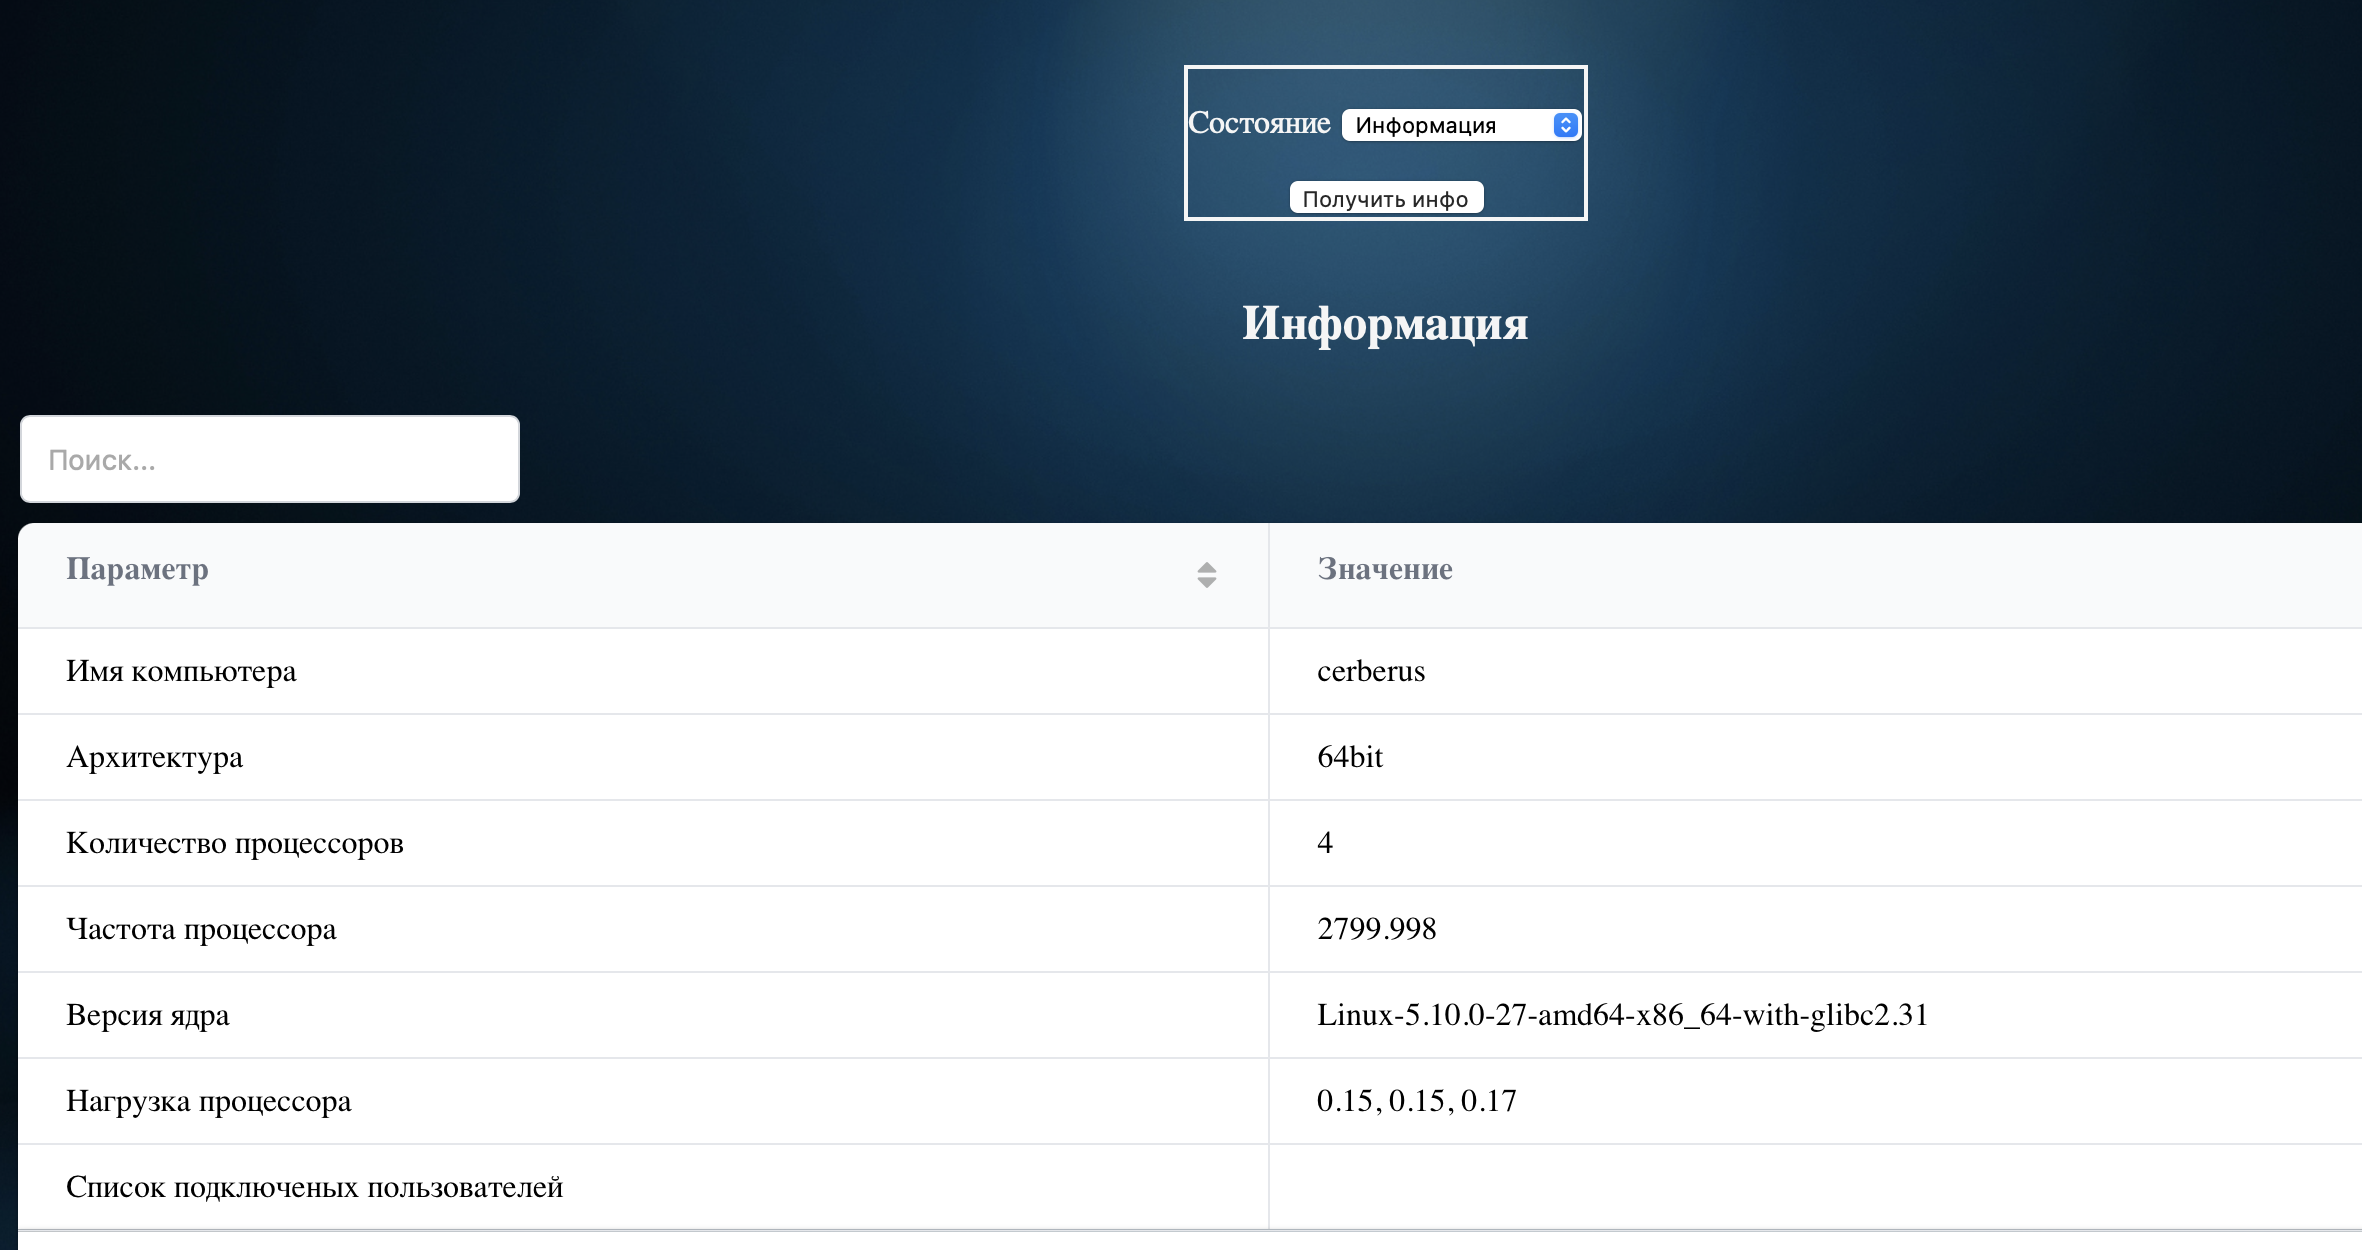 Состояние Информация
Получить инфо
Информация
Поиск...
Параметр Значение
Имя компьютера cerberus
Архитектура 64bit
Количество процессоров 4
Частота процессора 2799.998
Версия ядра Linux-5.10.0-27-amd64-x86_64-with-glibc2.31
Нагрузка процессора 0.15, 0.15, 0.17
Список подключеных пользователей